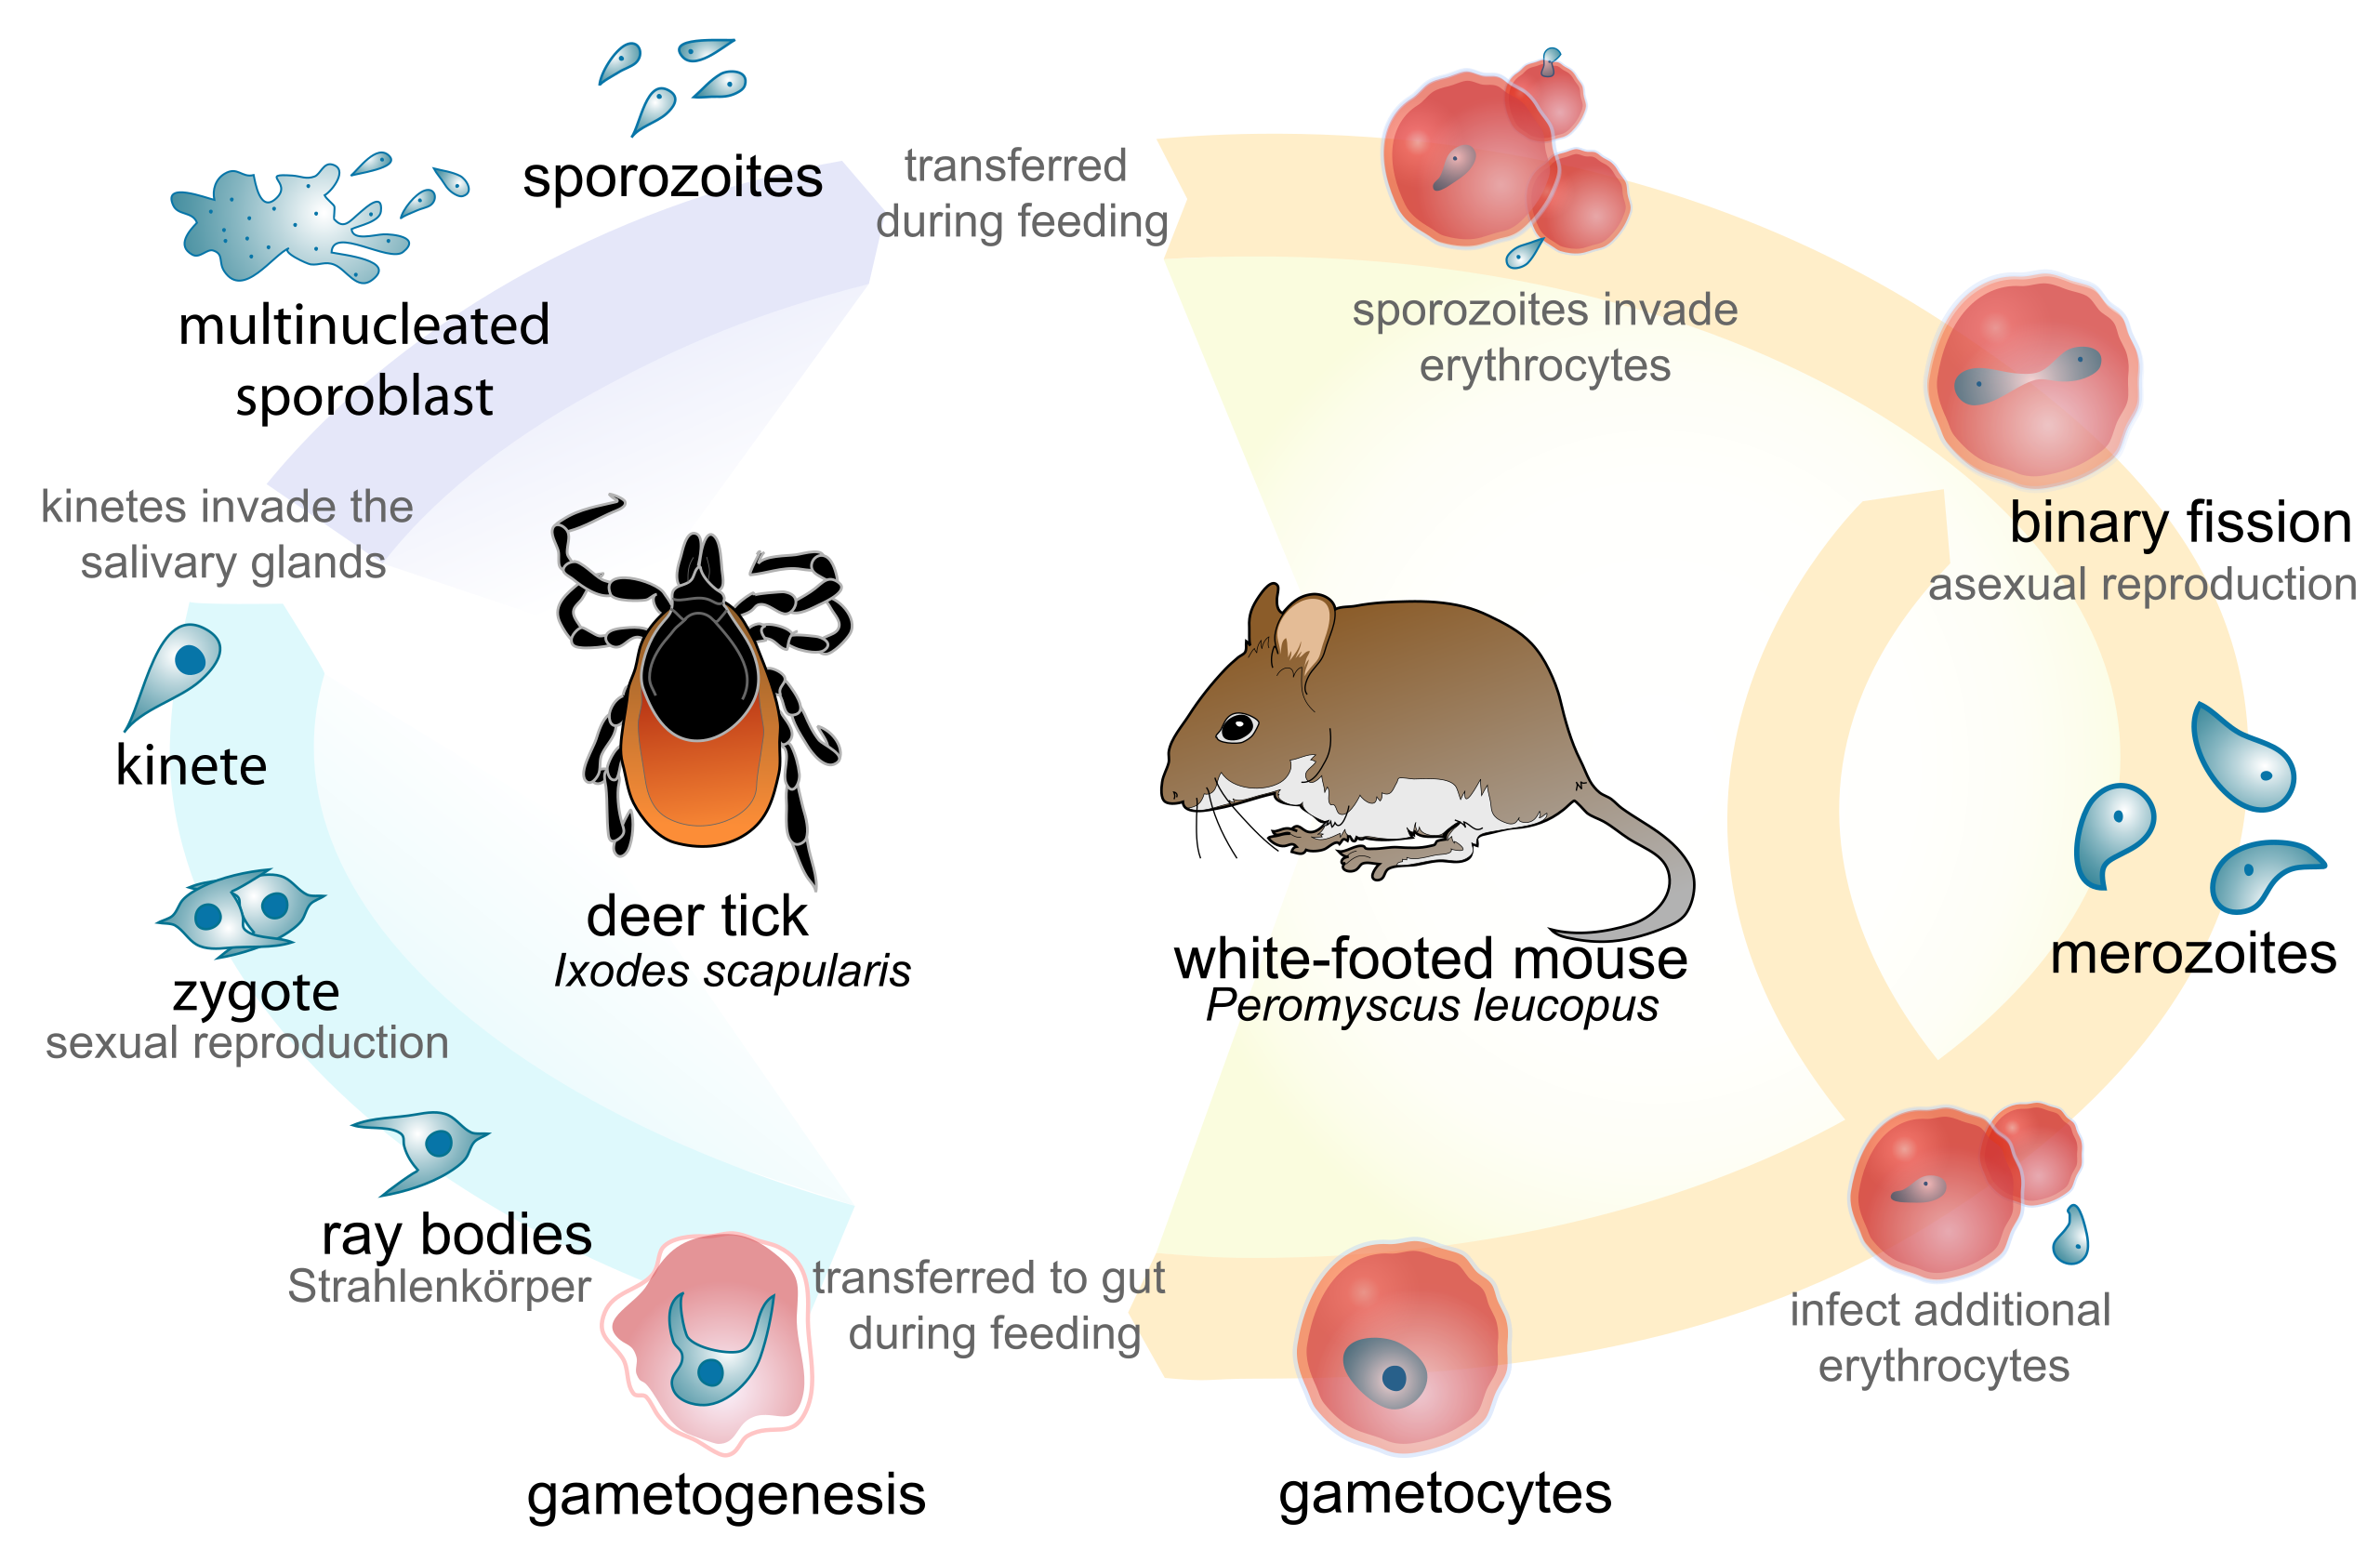 sporozoites
transferred
during feeding
multinucleated
sporoblast
sporozoites invade
erythrocytes
kinetes invade the
salivary glands
binary fission
asexual reproduction
kinete
deer tick
Ixodes scapularis
white-footed mouse
Peromyscus leucopus
merozoites
zygote
sexual reproduction
ray bodies
Strahlenkörper
transferred to gut
during feeding
infect additional
erythrocytes
gametogenesis
gametocytes